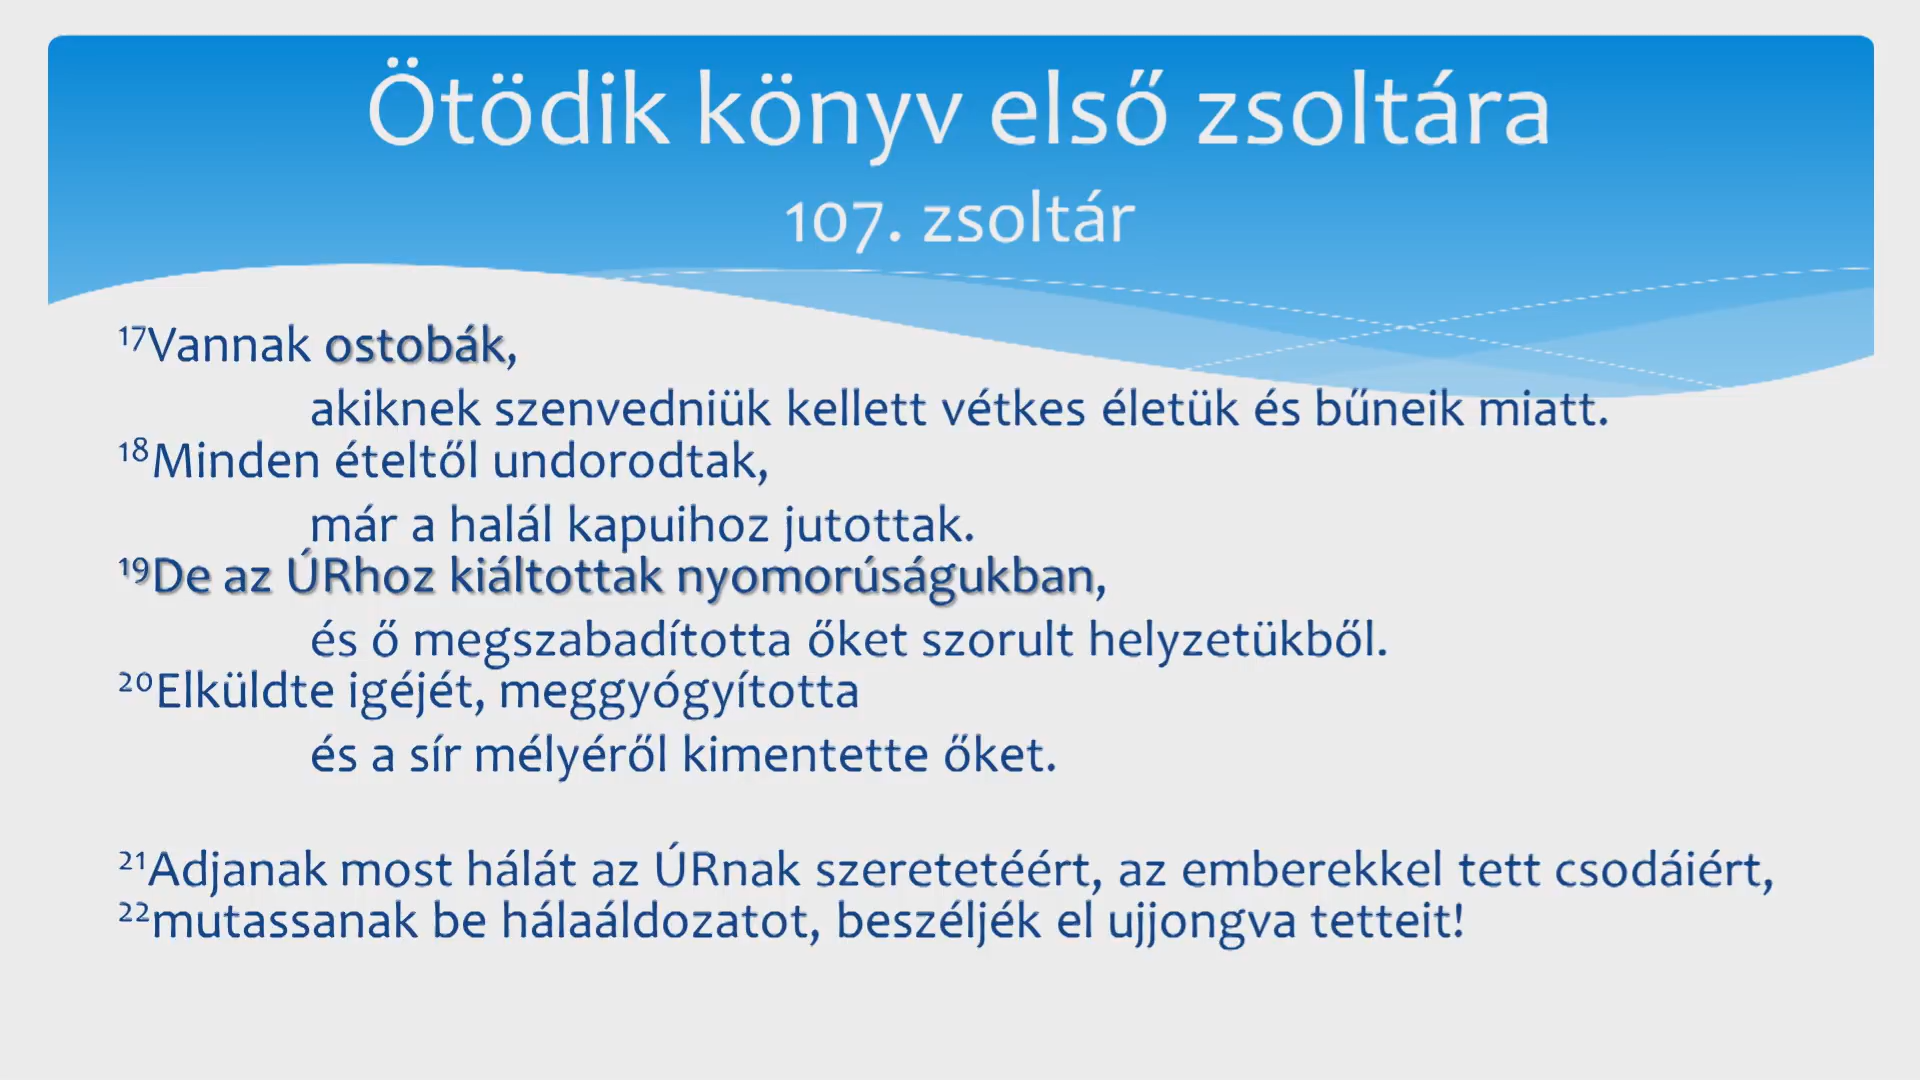 Ötödik könyv első zsoltára
107. zsoltár
¹⁷Vannak ostobák,
akiknek szenvedniük kellett vétkes életük és bűneik miatt.
¹⁸Minden ételtől undorodtak,
már a halál kapuihoz jutottak.
¹⁹De az ÚRhoz kiáltottak nyomorúságukban,
és ő megszabadította őket szorult helyzetükből.
²⁰Elküldte igéjét, meggyógyította
és a sír mélyéről kimentette őket.
²¹Adjanak most hálát az ÚRnak szeretetéért, az emberekkel tett csodáiért,
²²mutassanak be hálaáldozatot, beszéljék el ujjongva tetteit!